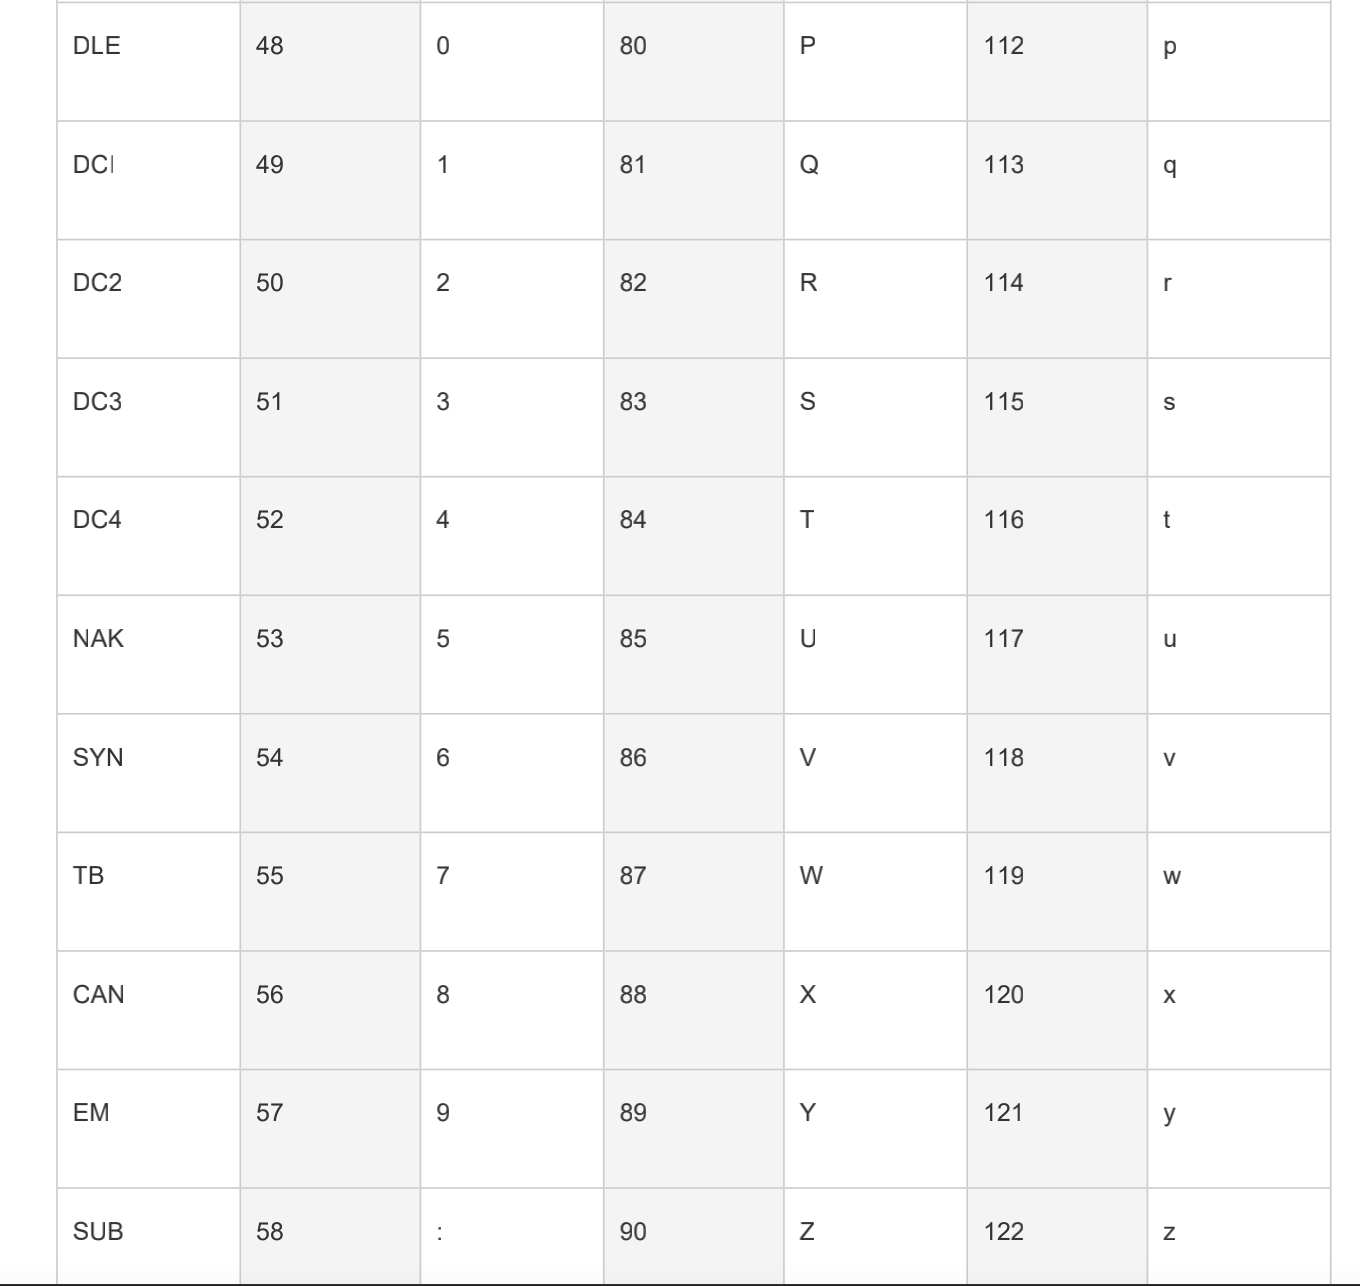 DLE 48 0 80 P 112 p
DCl 49 1 81 Q 113 q
DC2 50 2 82 R 114 r
DC3 51 3 83 S 115 s
DC4 52 4 84 T 116 t
NAK 53 5 85 U 117 u
SYN 54 6 86 V 118 v
TB 55 7 87 W 119 w
CAN 56 8 88 X 120 x
EM 57 9 89 Y 121 y
SUB 58 : 90 Z 122 z